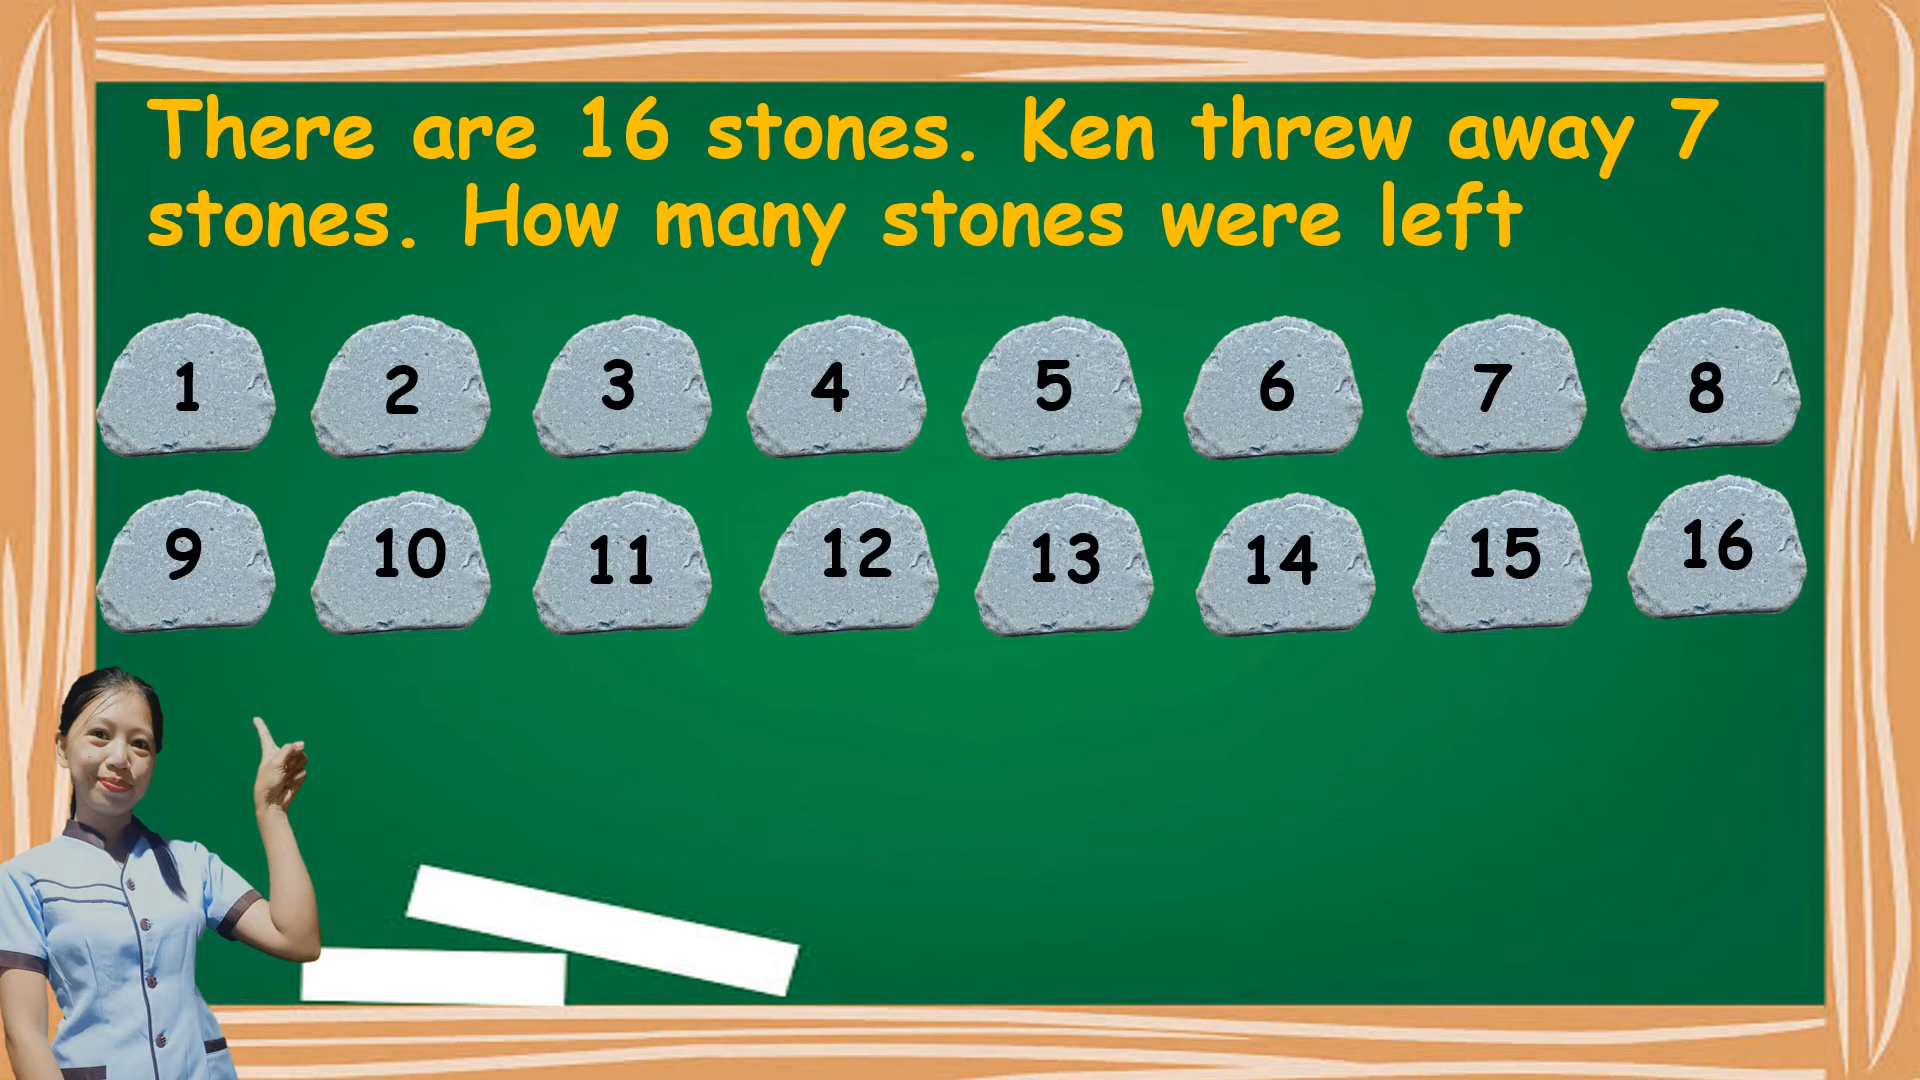 There are 16 stones. Ken threw away 7
stones. How many stones were left
1 2 3 4 5 6 7 8
9 10 11 12 13 14 15 16